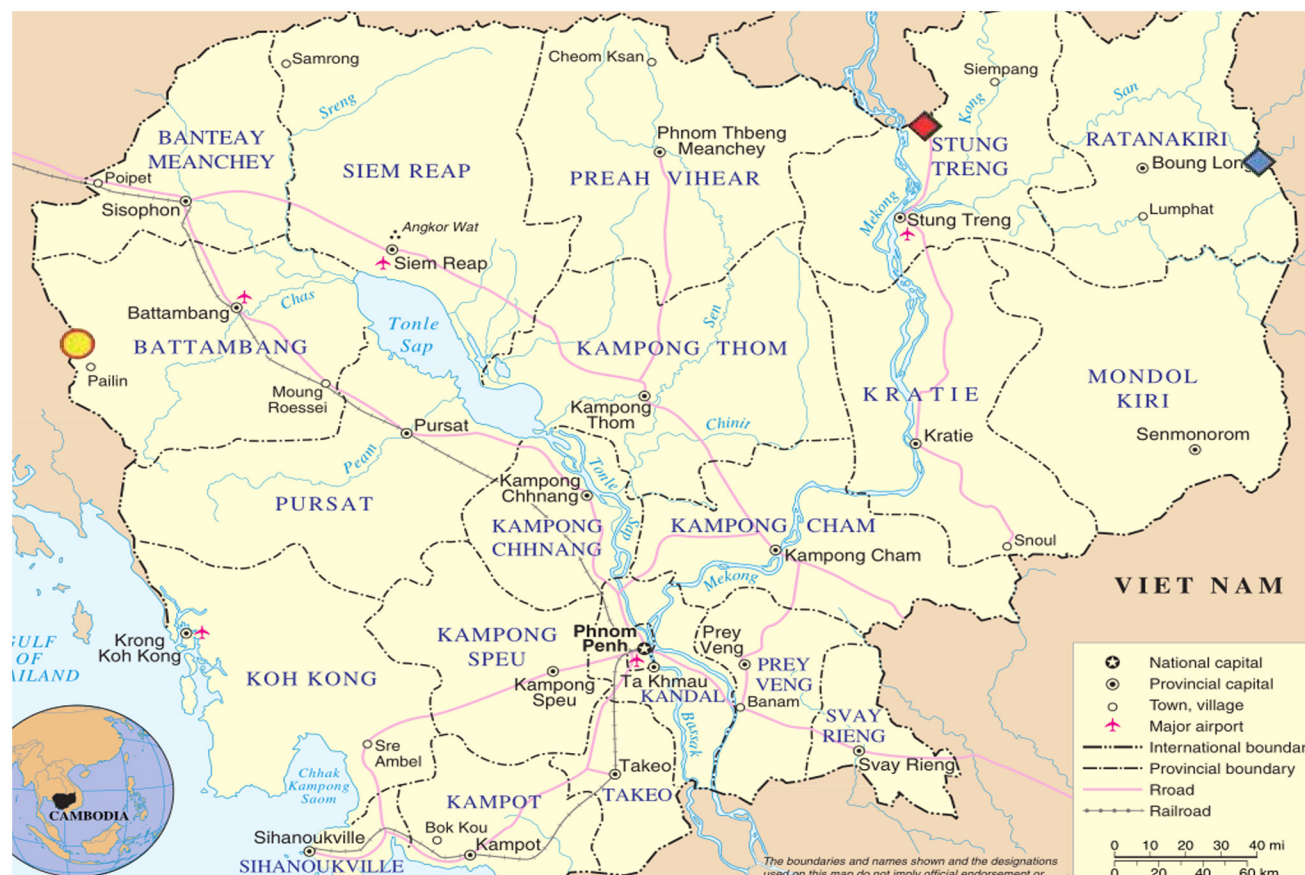 Samrong
Cheom Ksan
Siempang
Sreng
Kong
San
BANTEAY
MEANCHEY
SIEM REAP
Phnom Thbeng
Meanchey
PREAH VIHEAR
STUNG
TRENG
RATANAKIRI
Boung Long
Poipet
Sisophon
Angkor Wat
Siem Reap
Mekong
Stung Treng
Lumphat
Chas
Battambang
BATTAMBANG
Tonle
Sap
Sen
KAMPONG THOM
Pailin
Moung
Roessei
KRATIE
MONDOL
KIRI
Kampong
Thom
Chinit
Pursat
Peam
Kratie
Senmonorom
Tonle
Sap
Kampong
Chhnang
PURSAT
KAMPONG
CHHNANG
KAMPONG CHAM
Kampong Cham
Snoul
Mekong
VIET NAM
GULF
OF
AILAND
Krong
Koh Kong
KAMPONG
SPEU
Phnom
Penh
Prey
Veng
KOH KONG
Kampong
Speu
Ta Khmau
KANDAL
PREY
VENG
Banam
Bassak
SVAY
RIENG
Svay Rieng
Sre
Ambel
Chhak
Kampong
Saom
Takeo
TAKEO
KAMPOT
Bok Kou
Kampot
Sihanoukville
SIHANOUKVILLE
CAMBODIA
National capital
Provincial capital
Town, village
Major airport
International boundar
Provincial boundary
Rroad
Railroad
0 20 40 mi
0 20 40 60 km
The boundaries and names shown and the designations
used on this map do not imply official endorsement or